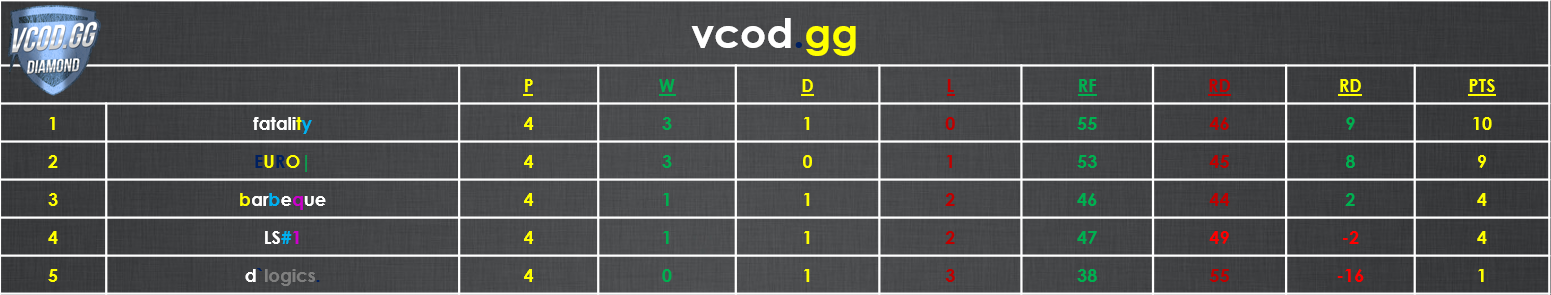 VCOD.GG
DIAMOND
vcod.gg
P W D L RF RD RD PTS
1 fatality 4 3 1 0 55 46 9 10
2 EURO| 4 3 0 1 53 45 8 9
3 barbeque 4 1 1 2 46 44 2 4
4 LS#1 4 1 1 2 47 49 -2 4
5 d`logics. 4 0 1 3 38 55 -16 1